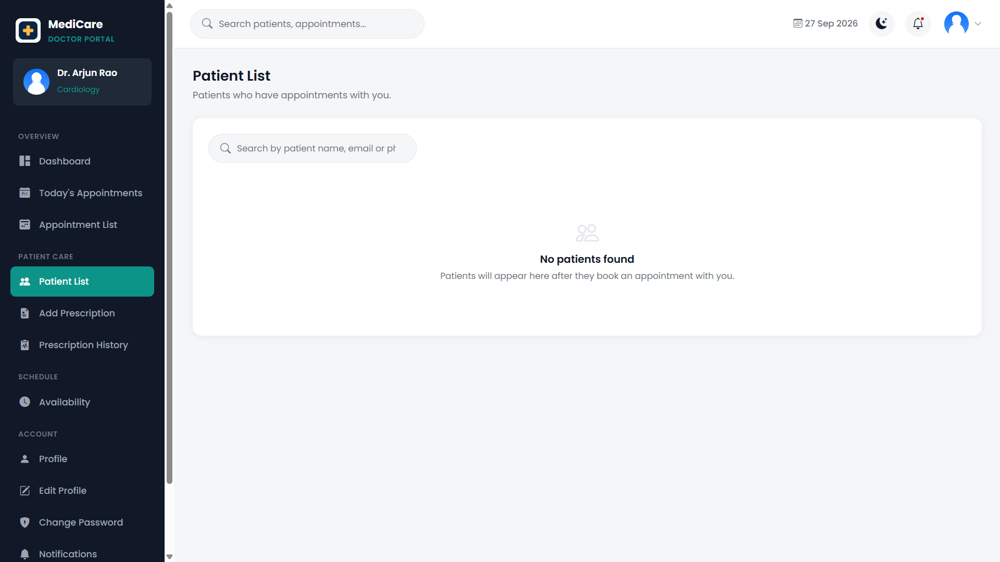 MediCare
DOCTOR PORTAL
Dr. Arjun Rao
Cardiology
OVERVIEW
Dashboard
Fri
Today's Appointments
Appointment List
PATIENT CARE
Patient List
Add Prescription
Prescription History
SCHEDULE
Availability
ACCOUNT
Profile
Edit Profile
Change Password
Notifications
Search patients, appointments...
27 Sep 2026
Patient List
Patients who have appointments with you.
Search by patient name, email or ph
No patients found
Patients will appear here after they book an appointment with you.